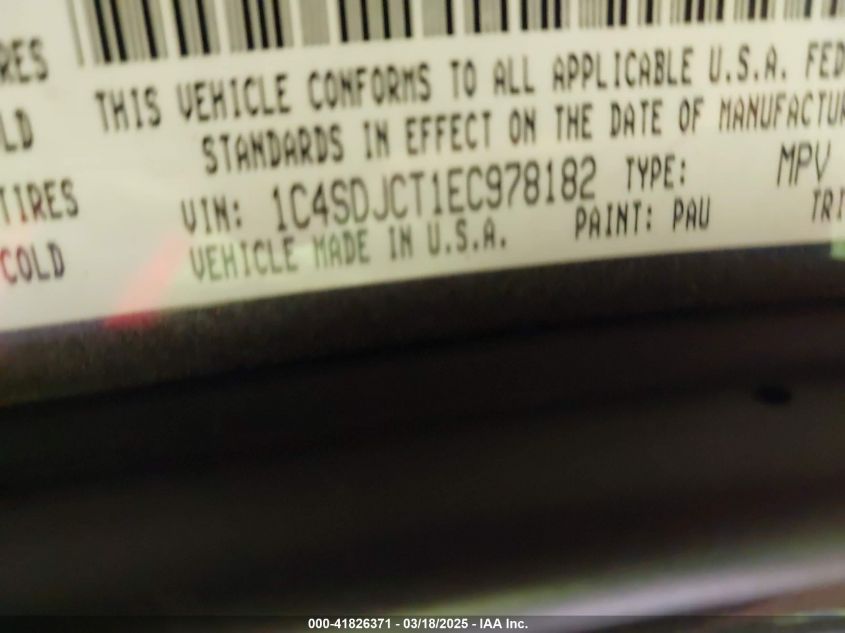 RES
THIS VEHICLE CONFORMS TO ALL APPLICABLE U.S.A. FED
LD
STANDARDS IN EFFECT ON THE DATE OF MANUFACTU
TIRES
VIN: 1C4SDJCT1EC978182 TYPE: MPV
COLD
VEHICLE MADE IN U.S.A. PAINT: PAU TRI
000-41826371 - 03/18/2025 - IAA Inc.